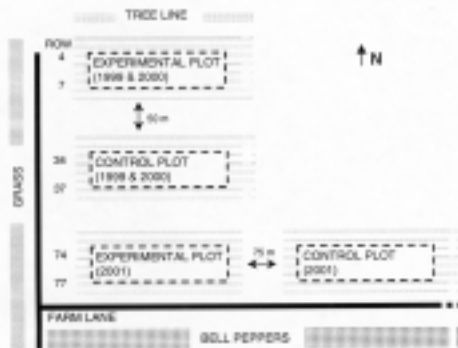 TREE LINE
ROW
4
EXPERIMENTAL PLOT
(1999 & 2000)
7
N
50 m
GRASS
CONTROL PLOT
(1999 & 2000)
37
74
EXPERIMENTAL PLOT
(2001)
77
75 m
CONTROL PLOT
(2001)
FARM LANE
BELL PEPPERS